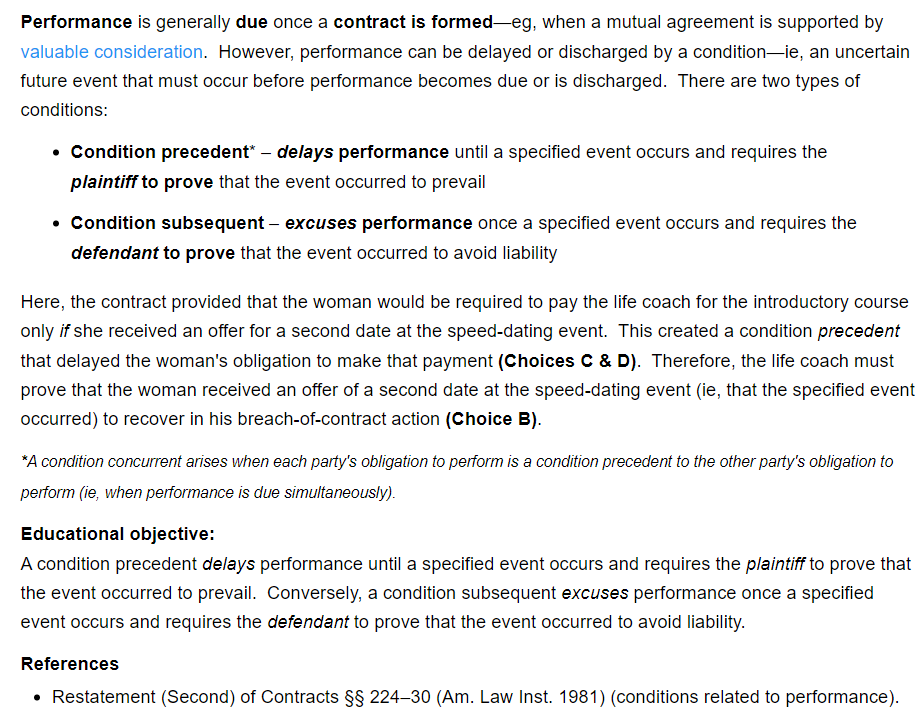 Performance is generally due once a contract is formed—eg, when a mutual agreement is supported by
valuable consideration.  However, performance can be delayed or discharged by a condition—ie, an uncertain
future event that must occur before performance becomes due or is discharged.  There are two types of
conditions:
• Condition precedent* – delays performance until a specified event occurs and requires the
plaintiff to prove that the event occurred to prevail
• Condition subsequent – excuses performance once a specified event occurs and requires the
defendant to prove that the event occurred to avoid liability
Here, the contract provided that the woman would be required to pay the life coach for the introductory course
only if she received an offer for a second date at the speed-dating event.  This created a condition precedent
that delayed the woman's obligation to make that payment (Choices C & D).  Therefore, the life coach must
prove that the woman received an offer of a second date at the speed-dating event (ie, that the specified event
occurred) to recover in his breach-of-contract action (Choice B).
*A condition concurrent arises when each party's obligation to perform is a condition precedent to the other party's obligation to
perform (ie, when performance is due simultaneously).
Educational objective:
A condition precedent delays performance until a specified event occurs and requires the plaintiff to prove that
the event occurred to prevail.  Conversely, a condition subsequent excuses performance once a specified
event occurs and requires the defendant to prove that the event occurred to avoid liability.
References
• Restatement (Second) of Contracts §§ 224–30 (Am. Law Inst. 1981) (conditions related to performance).